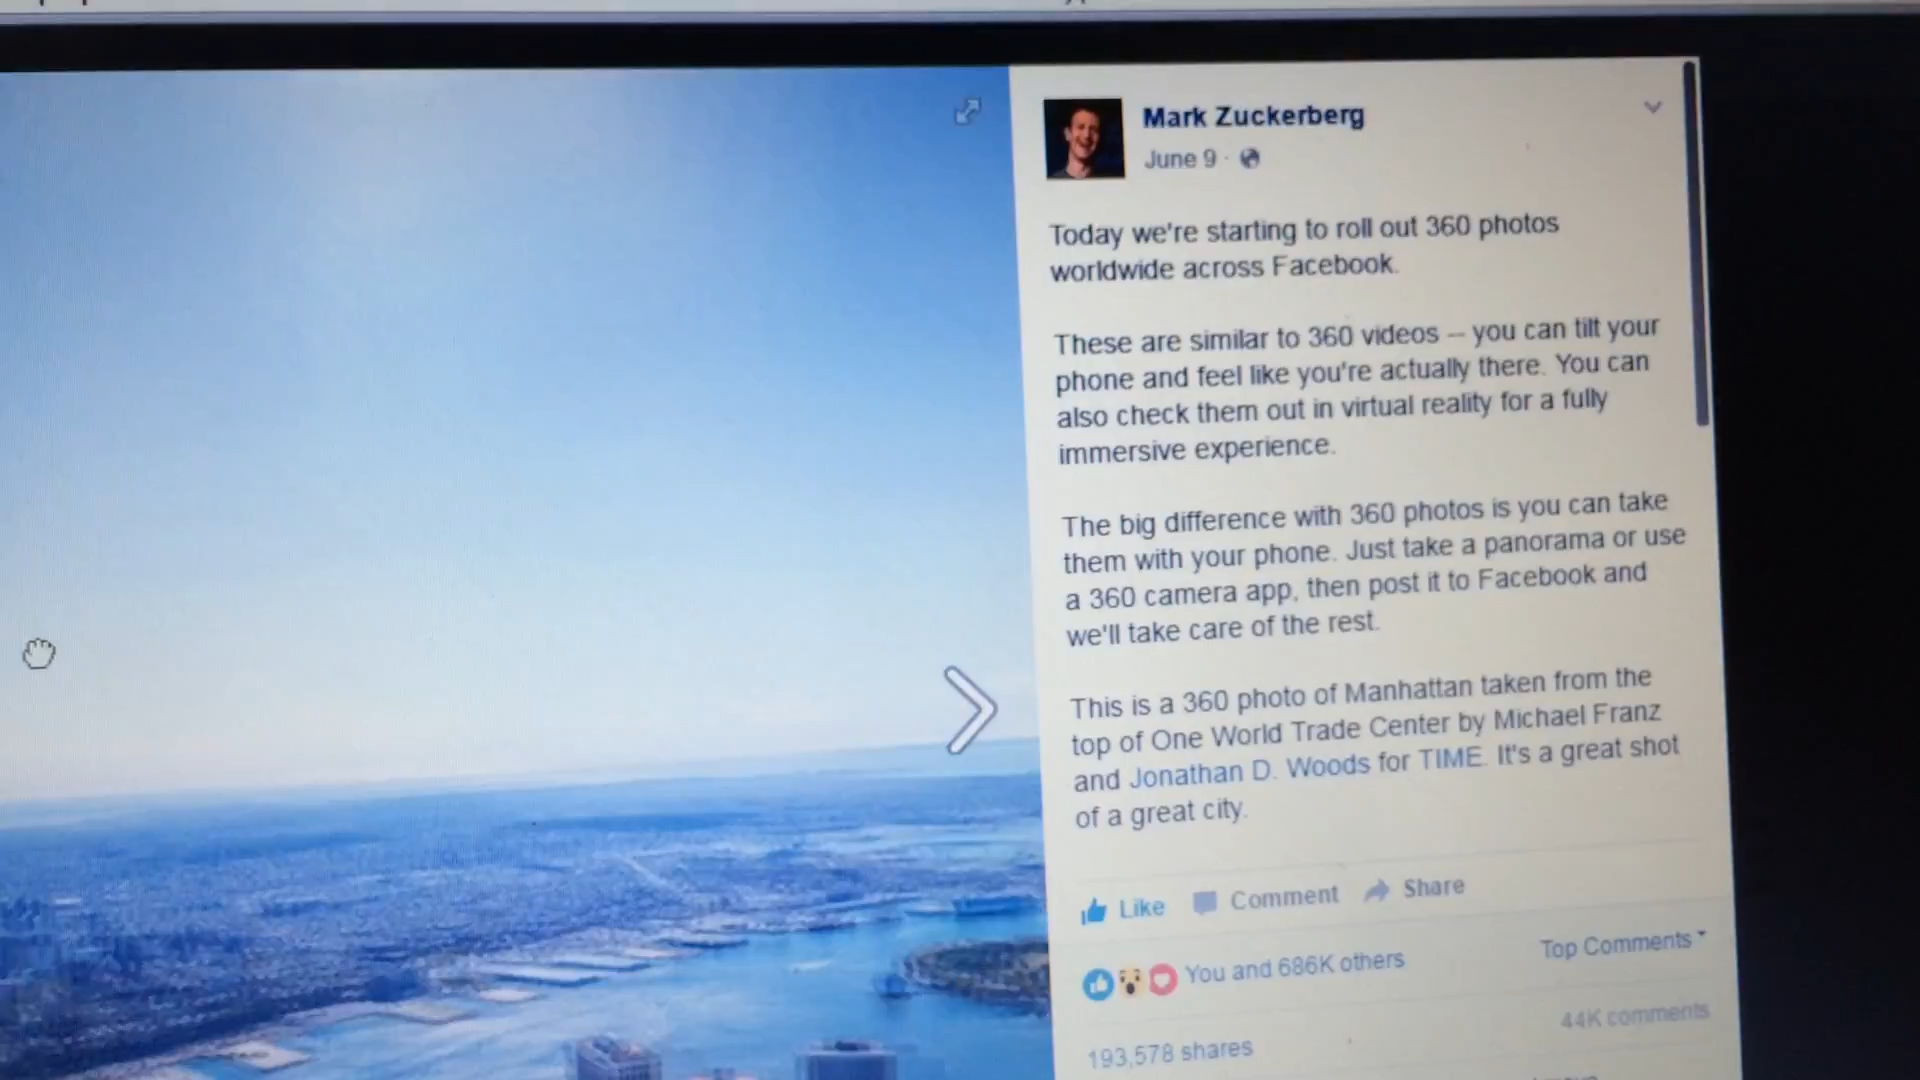 Mark Zuckerberg
June 9 ·
Today we're starting to roll out 360 photos
worldwide across Facebook.
These are similar to 360 videos -- you can tilt your
phone and feel like you're actually there. You can
also check them out in virtual reality for a fully
immersive experience.
The big difference with 360 photos is you can take
them with your phone. Just take a panorama or use
a 360 camera app, then post it to Facebook and
we'll take care of the rest.
This is a 360 photo of Manhattan taken from the
top of One World Trade Center by Michael Franz
and Jonathan D. Woods for TIME. It's a great shot
of a great city.
Like Comment Share
You and 686K others Top Comments
193,578 shares 44K comments